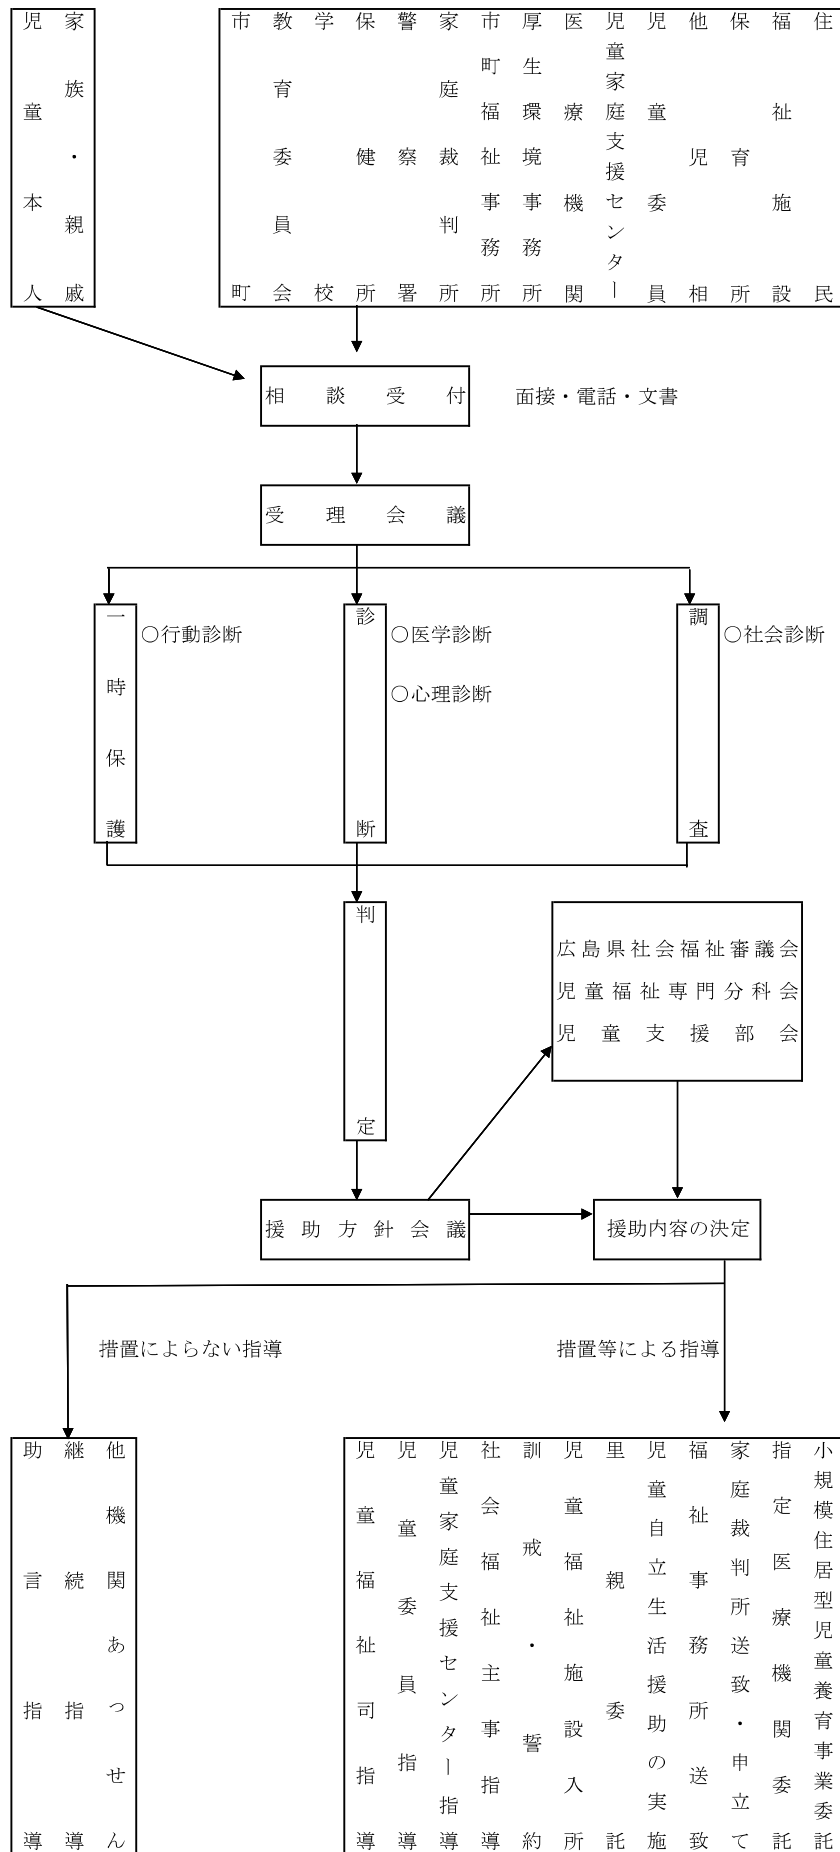 児童本人
家族・親戚
市町
教育委員会
学校
保健所
警察署
家庭裁判所
市町福祉事務所
厚生環境事務所
医療機関
児童家庭支援センター
児童委員
他児相
保育所
福祉施設
住民
相談受付
面接・電話・文書
受理会議
一時保護
○行動診断
診断
○医学診断
○心理診断
調査
○社会診断
判定
広島県社会福祉審議会
児童福祉専門分科会
児童支援部会
援助方針会議
援助内容の決定
措置によらない指導
措置等による指導
助言指導
継続指導
他機関あっせん
児童福祉司指導
児童委員指導
児童家庭支援センター指導
社会福祉主事指導
訓戒・誓約
児童福祉施設入所
里親委託
児童自立生活援助の実施
福祉事務所送致
家庭裁判所送致・申立て
指定医療機関委託
小規模住居型児童養育事業委託